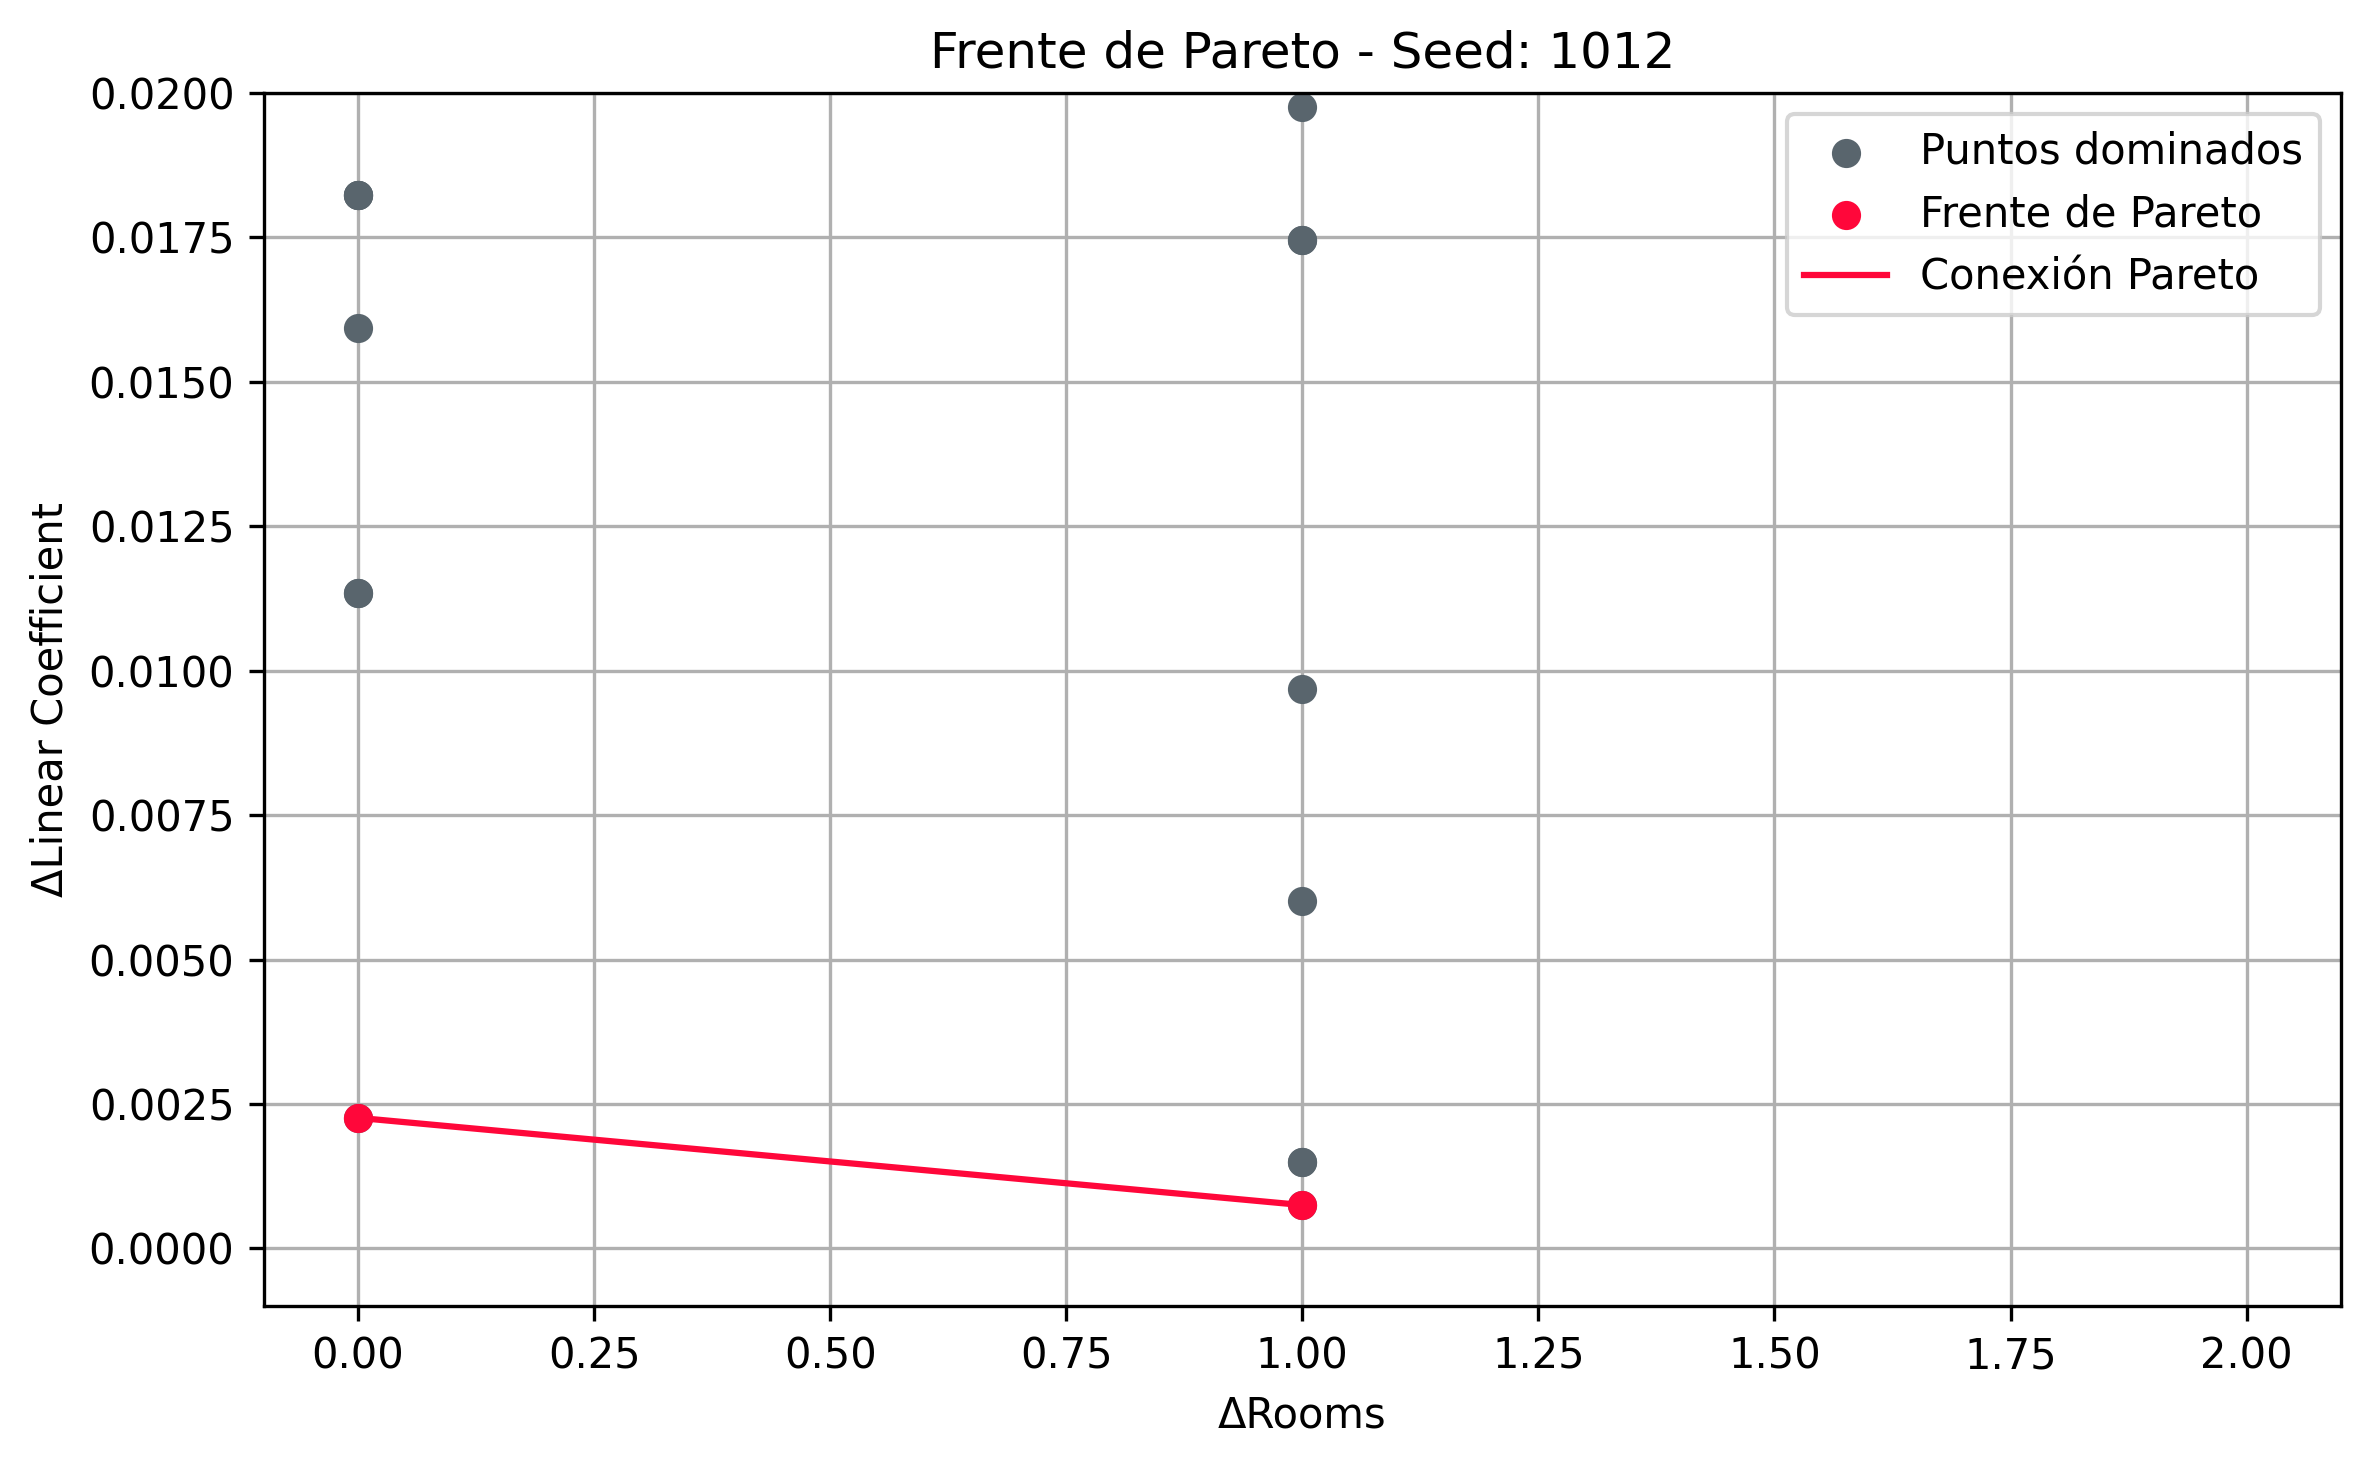 Frente de Pareto - Seed: 1012
0.0200
0.0175
0.0150
0.0125
0.0100
0.0075
0.0050
0.0025
0.0000
ΔLinear Coefficient
Puntos dominados
Frente de Pareto
Conexión Pareto
0.00 0.25 0.50 0.75 1.00 1.25 1.50 1.75 2.00
ΔRooms